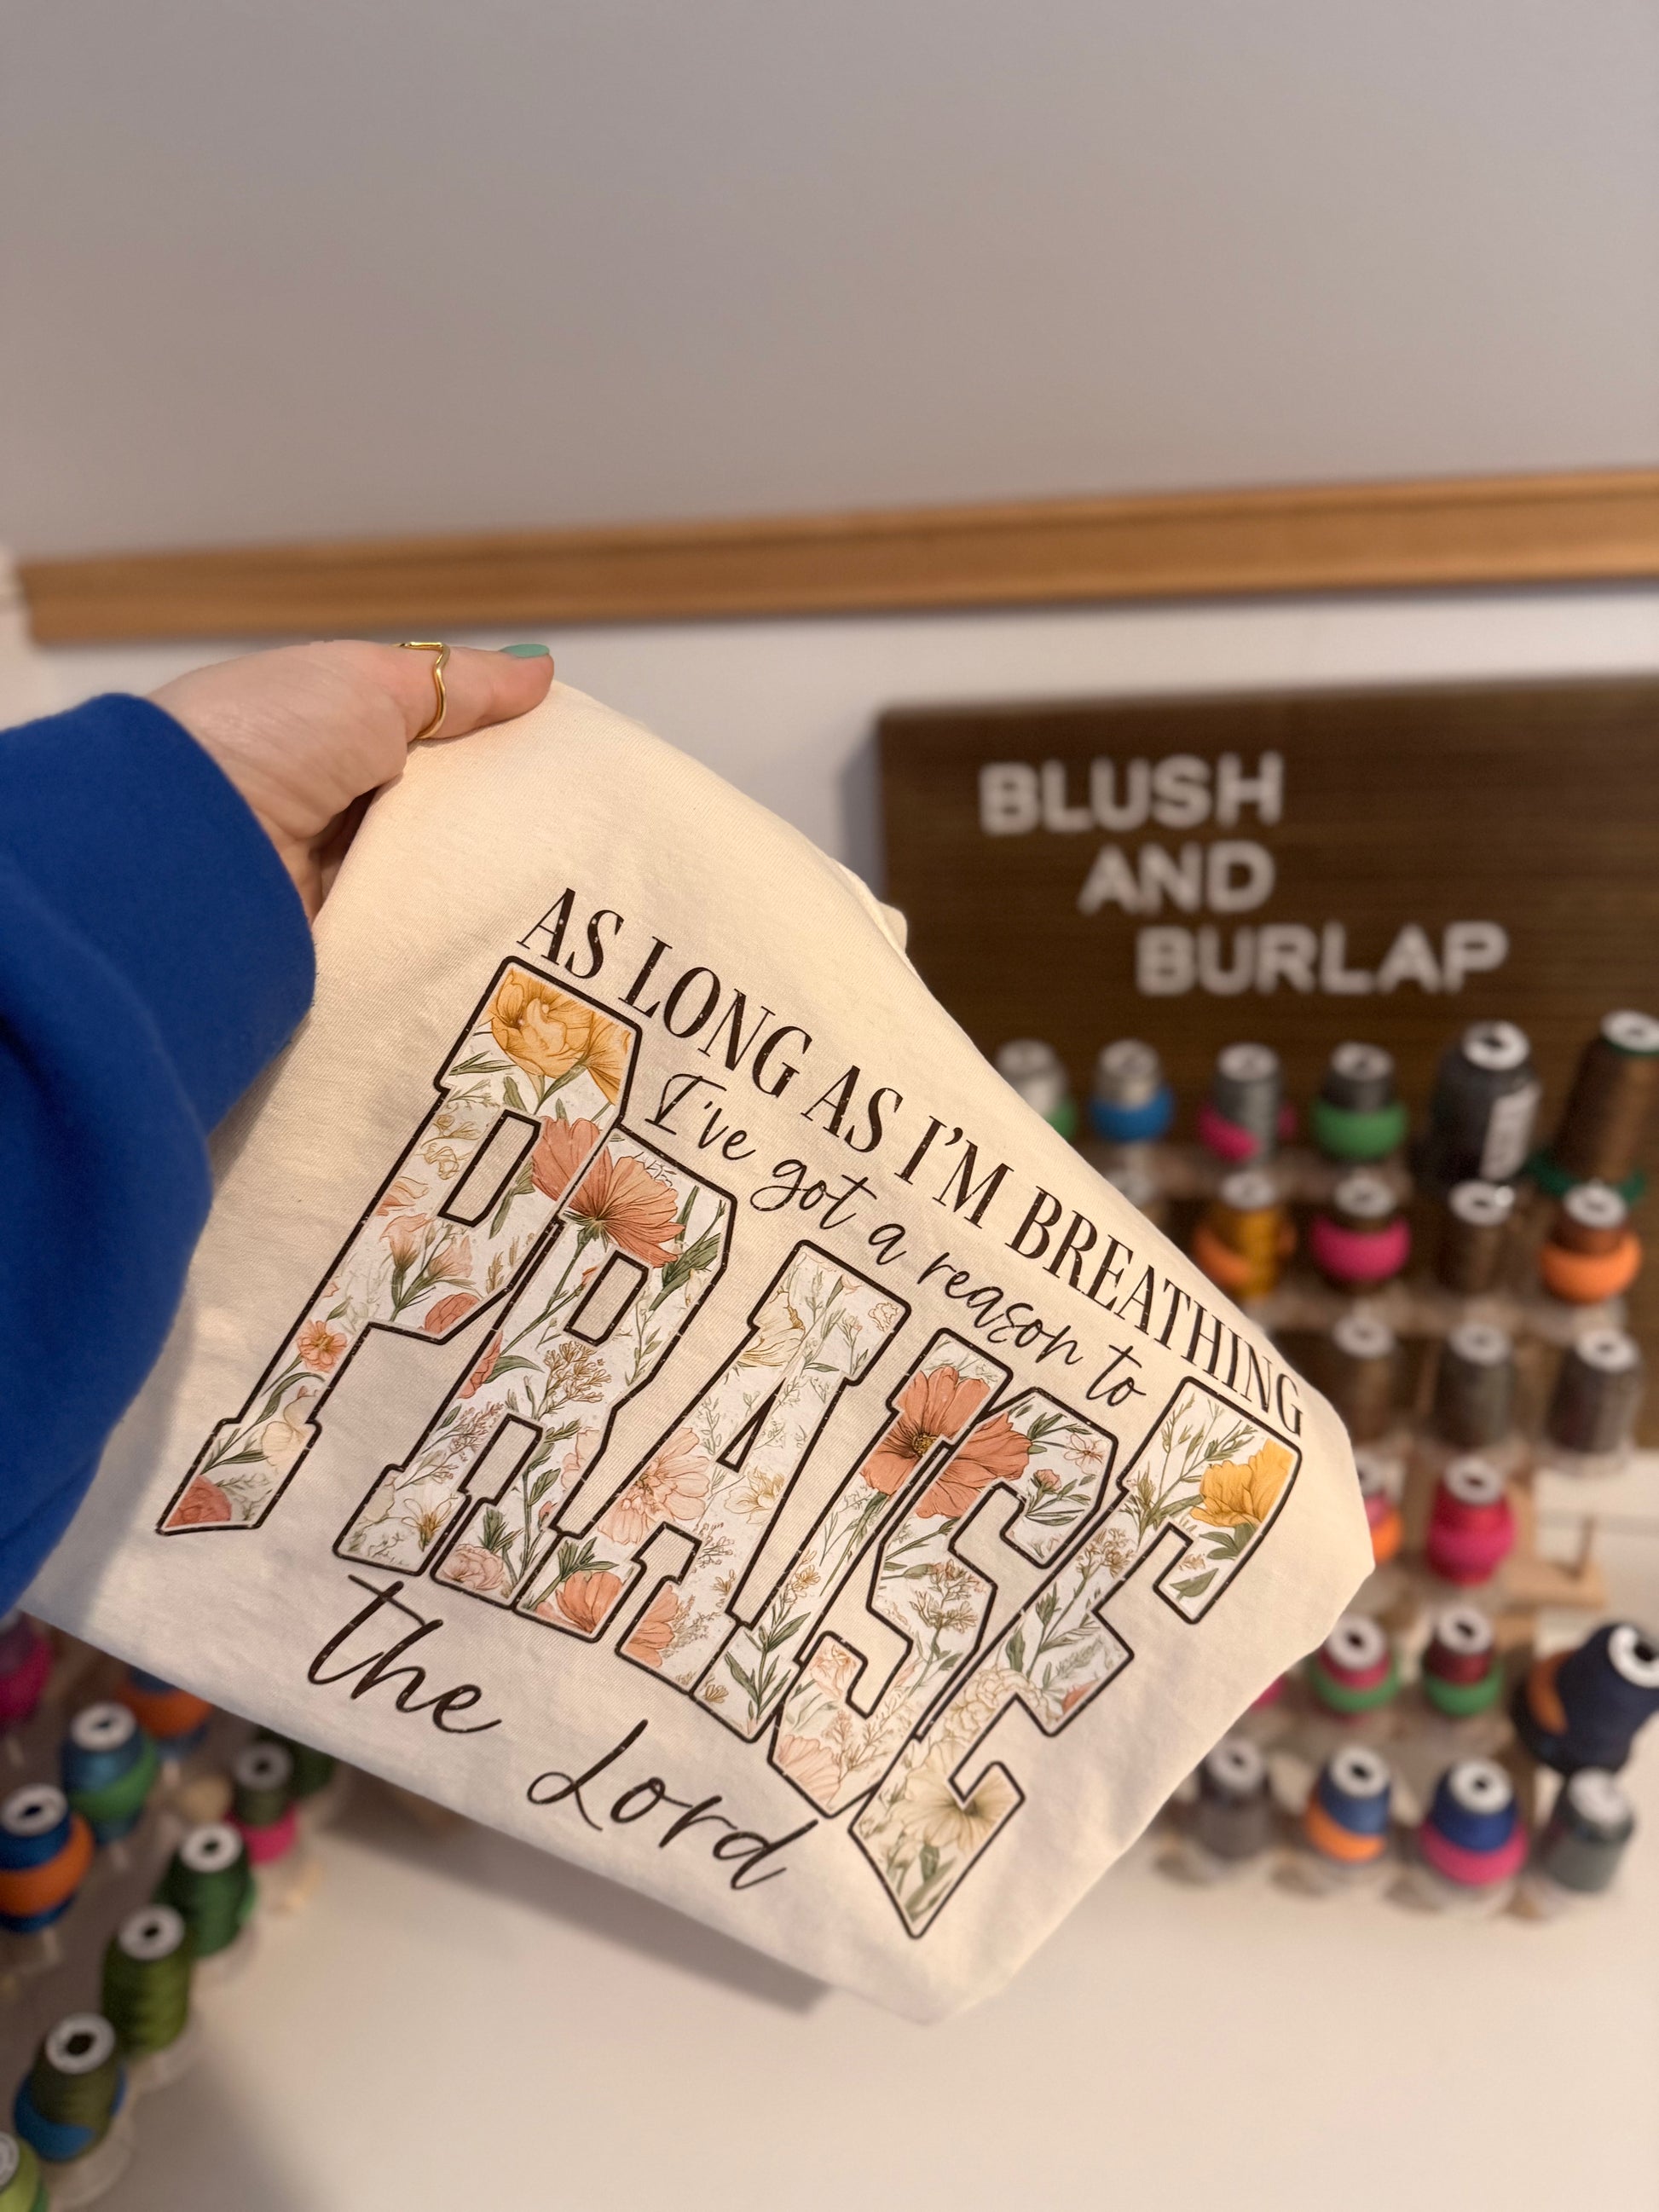 AS LONG AS I'M BREATHING
I've got a reason to
PRAISE
the Lord
BLUSH
AND
BURLAP